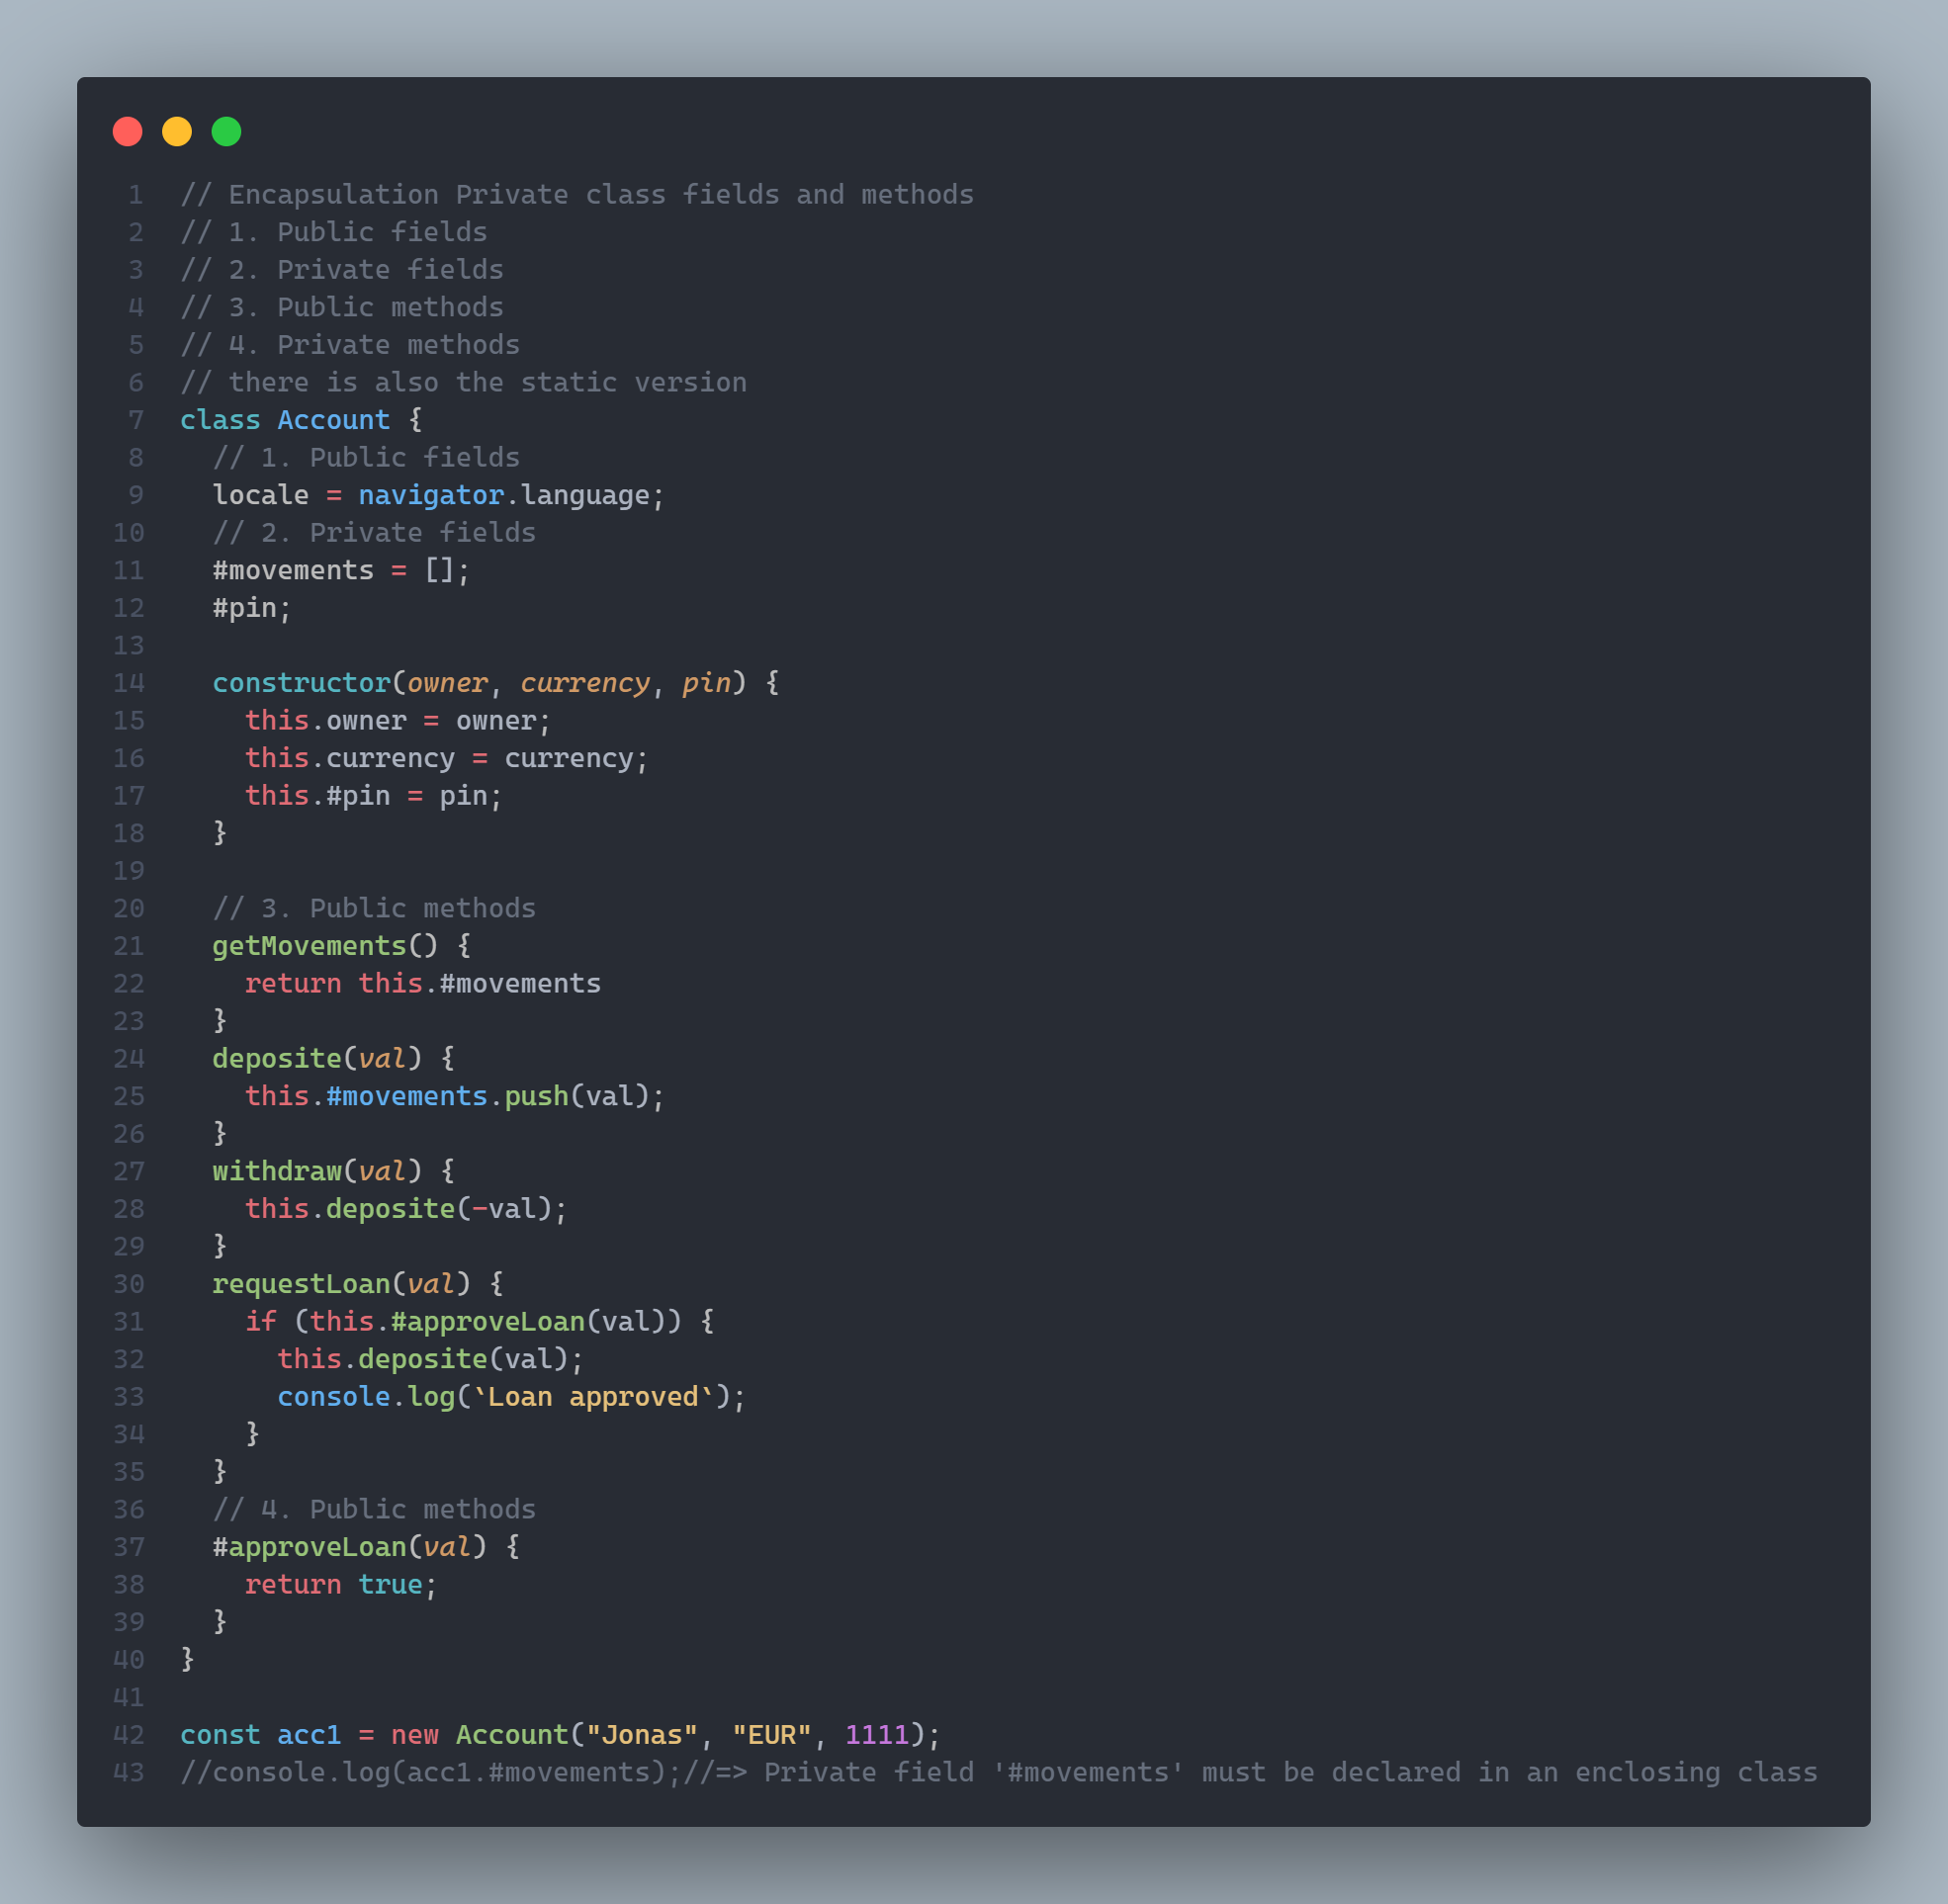 1 // Encapsulation Private class fields and methods
2 // 1. Public fields
3 // 2. Private fields
4 // 3. Public methods
5 // 4. Private methods
6 // there is also the static version
7 class Account {
8   // 1. Public fields
9   locale = navigator.language;
10   // 2. Private fields
11   #movements = [];
12   #pin;
13
14   constructor(owner, currency, pin) {
15     this.owner = owner;
16     this.currency = currency;
17     this.#pin = pin;
18   }
19
20   // 3. Public methods
21   getMovements() {
22     return this.#movements
23   }
24   deposite(val) {
25     this.#movements.push(val);
26   }
27   withdraw(val) {
28     this.deposite(-val);
29   }
30   requestLoan(val) {
31     if (this.#approveLoan(val)) {
32       this.deposite(val);
33       console.log(`Loan approved`);
34     }
35   }
36   // 4. Public methods
37   #approveLoan(val) {
38     return true;
39   }
40 }
41
42 const acc1 = new Account("Jonas", "EUR", 1111);
43 //console.log(acc1.#movements);//=> Private field '#movements' must be declared in an enclosing class